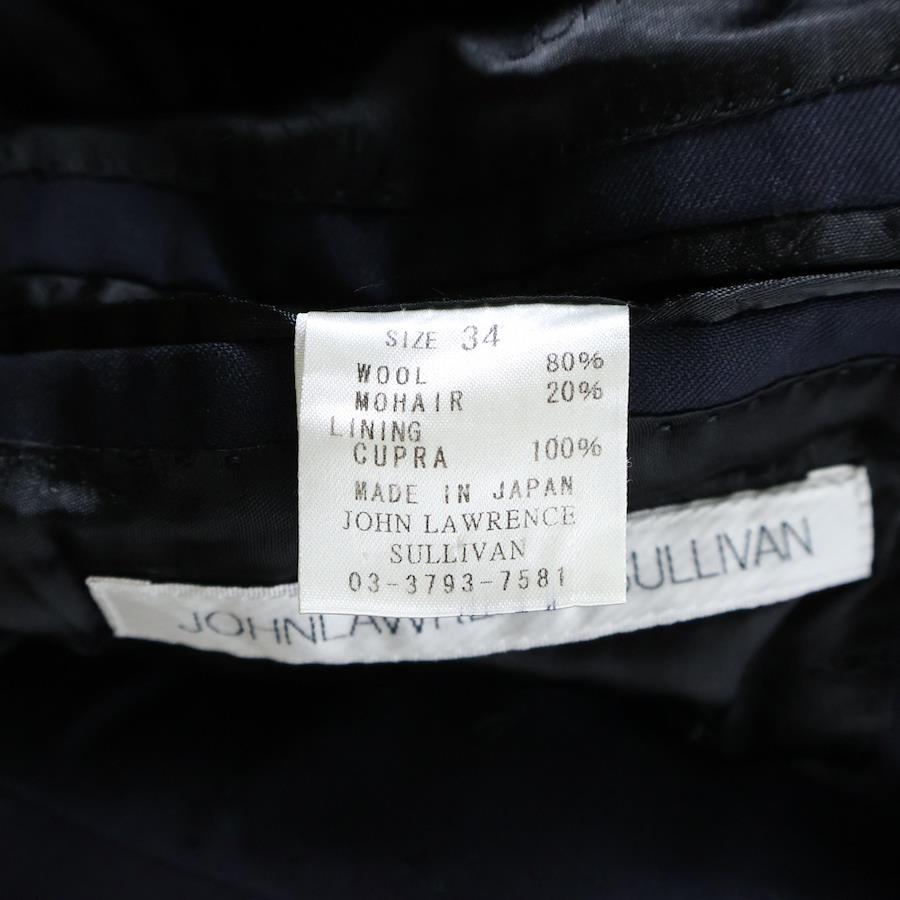 SIZE 34
WOOL 80%
MOHAIR 20%
LINING
CUPRA 100%
MADE IN JAPAN
JOHN LAWRENCE
SULLIVAN
03-3793-7581
JOHNLAWRENCE SULLIVAN